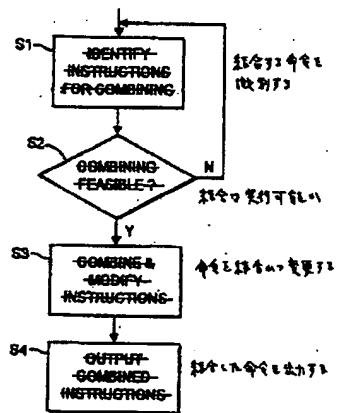 S1
IDENTIFY
INSTRUCTIONS
FOR COMBINING
結合する命令を
識別する
S2
COMBINING
FEASIBLE ?
N
結合は実行可能か
Y
S3
COMBINE &
MODIFY
INSTRUCTIONS
命令を結合かつ変更する
S4
OUTPUT
COMBINED
INSTRUCTIONS
結合した命令を出力する